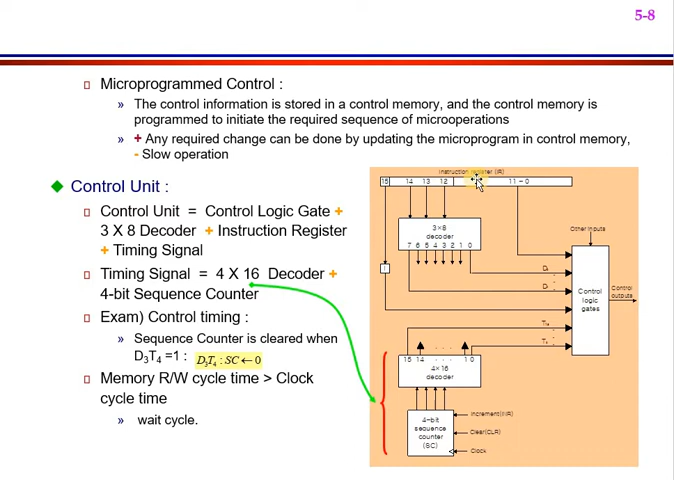 5-8
Microprogrammed Control :
» The control information is stored in a control memory, and the control memory is
programmed to initiate the required sequence of microoperations
» + Any required change can be done by updating the microprogram in control memory,
- Slow operation
Control Unit :
Control Unit = Control Logic Gate +
3 X 8 Decoder + Instruction Register
+ Timing Signal
Timing Signal = 4 X 16 Decoder +
4-bit Sequence Counter
Exam) Control timing :
» Sequence Counter is cleared when
D3T4 =1 : D3T4 : SC ← 0
Memory R/W cycle time > Clock
cycle time
» wait cycle.
Instruction register (IR)
15 14 13 12 11 - 0
Other inputs
3×8
decoder
7 6 5 4 3 2 1 0
I
D0
D7
Control
logic
gates
Control
outputs
T15
T0
15 14 . . . 1 0
4×16
decoder
4-bit
sequence
counter
(SC)
Increment(INR)
Clear(CLR)
Clock